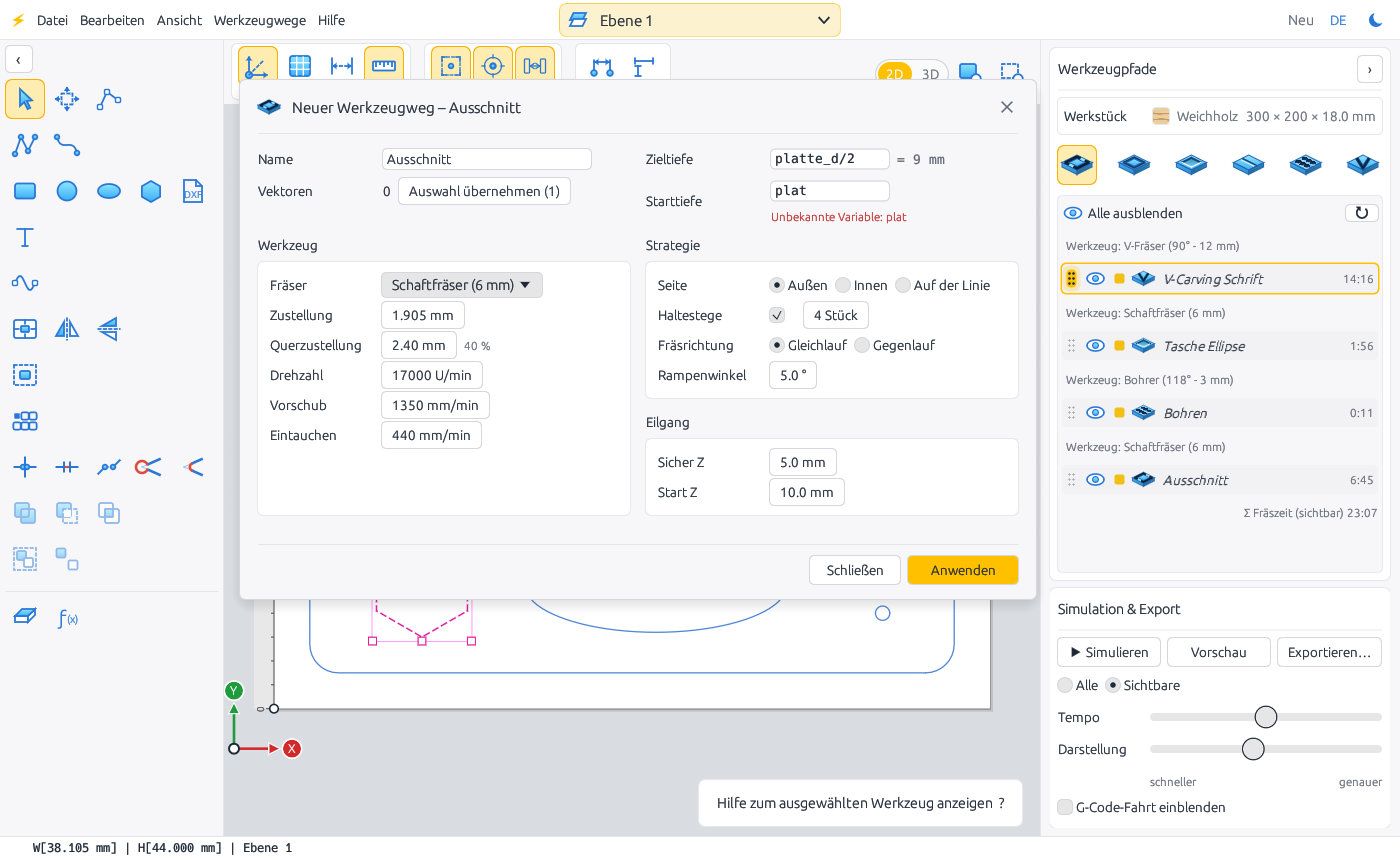 Datei Bearbeiten Ansicht Werkzeugwege Hilfe
Ebene 1
Neu DE
2D 3D
DXF
f(x)
Neuer Werkzeugweg – Ausschnitt
Name Ausschnitt
Vektoren 0 Auswahl übernehmen (1)
Zieltiefe platte_d/2 = 9 mm
Starttiefe plat
Unbekannte Variable: plat
Werkzeug
Fräser Schaftfräser (6 mm)
Zustellung 1.905 mm
Querzustellung 2.40 mm 40 %
Drehzahl 17000 U/min
Vorschub 1350 mm/min
Eintauchen 440 mm/min
Strategie
Seite Außen Innen Auf der Linie
Haltestege 4 Stück
Fräsrichtung Gleichlauf Gegenlauf
Rampenwinkel 5.0 °
Eilgang
Sicher Z 5.0 mm
Start Z 10.0 mm
Schließen Anwenden
0
Y
X
Hilfe zum ausgewählten Werkzeug anzeigen ?
Werkzeugpfade
Werkstück Weichholz 300 × 200 × 18.0 mm
Alle ausblenden
Werkzeug: V-Fräser (90° - 12 mm)
V-Carving Schrift 14:16
Werkzeug: Schaftfräser (6 mm)
Tasche Ellipse 1:56
Werkzeug: Bohrer (118° - 3 mm)
Bohren 0:11
Werkzeug: Schaftfräser (6 mm)
Ausschnitt 6:45
Σ Fräszeit (sichtbar) 23:07
Simulation & Export
Simulieren Vorschau Exportieren…
Alle Sichtbare
Tempo
Darstellung
schneller genauer
G-Code-Fahrt einblenden
W[38.105 mm] | H[44.000 mm] | Ebene 1